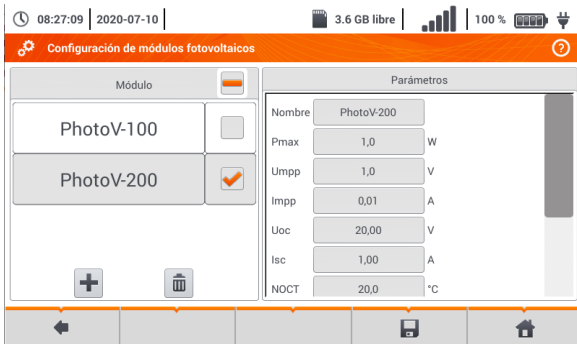 08:27:09 2020-07-10 3.6 GB libre 100 %
Configuración de módulos fotovoltaicos ?
Módulo
PhotoV-100
PhotoV-200
Parámetros
Nombre PhotoV-200
Pmax 1,0 W
Umpp 1,0 V
Impp 0,01 A
Uoc 20,00 V
Isc 1,00 A
NOCT 20,0 °C